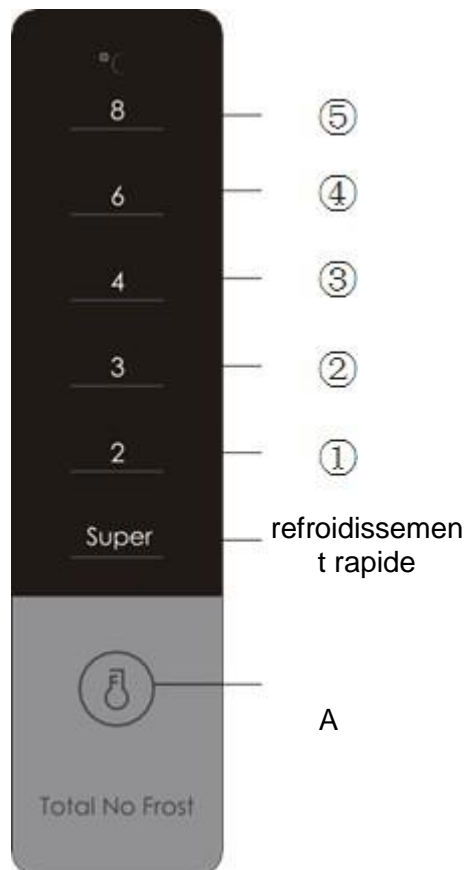 °C
8 ⑤
6 ④
4 ③
3 ②
2 ①
Super refroidissemen
t rapide
A
Total No Frost